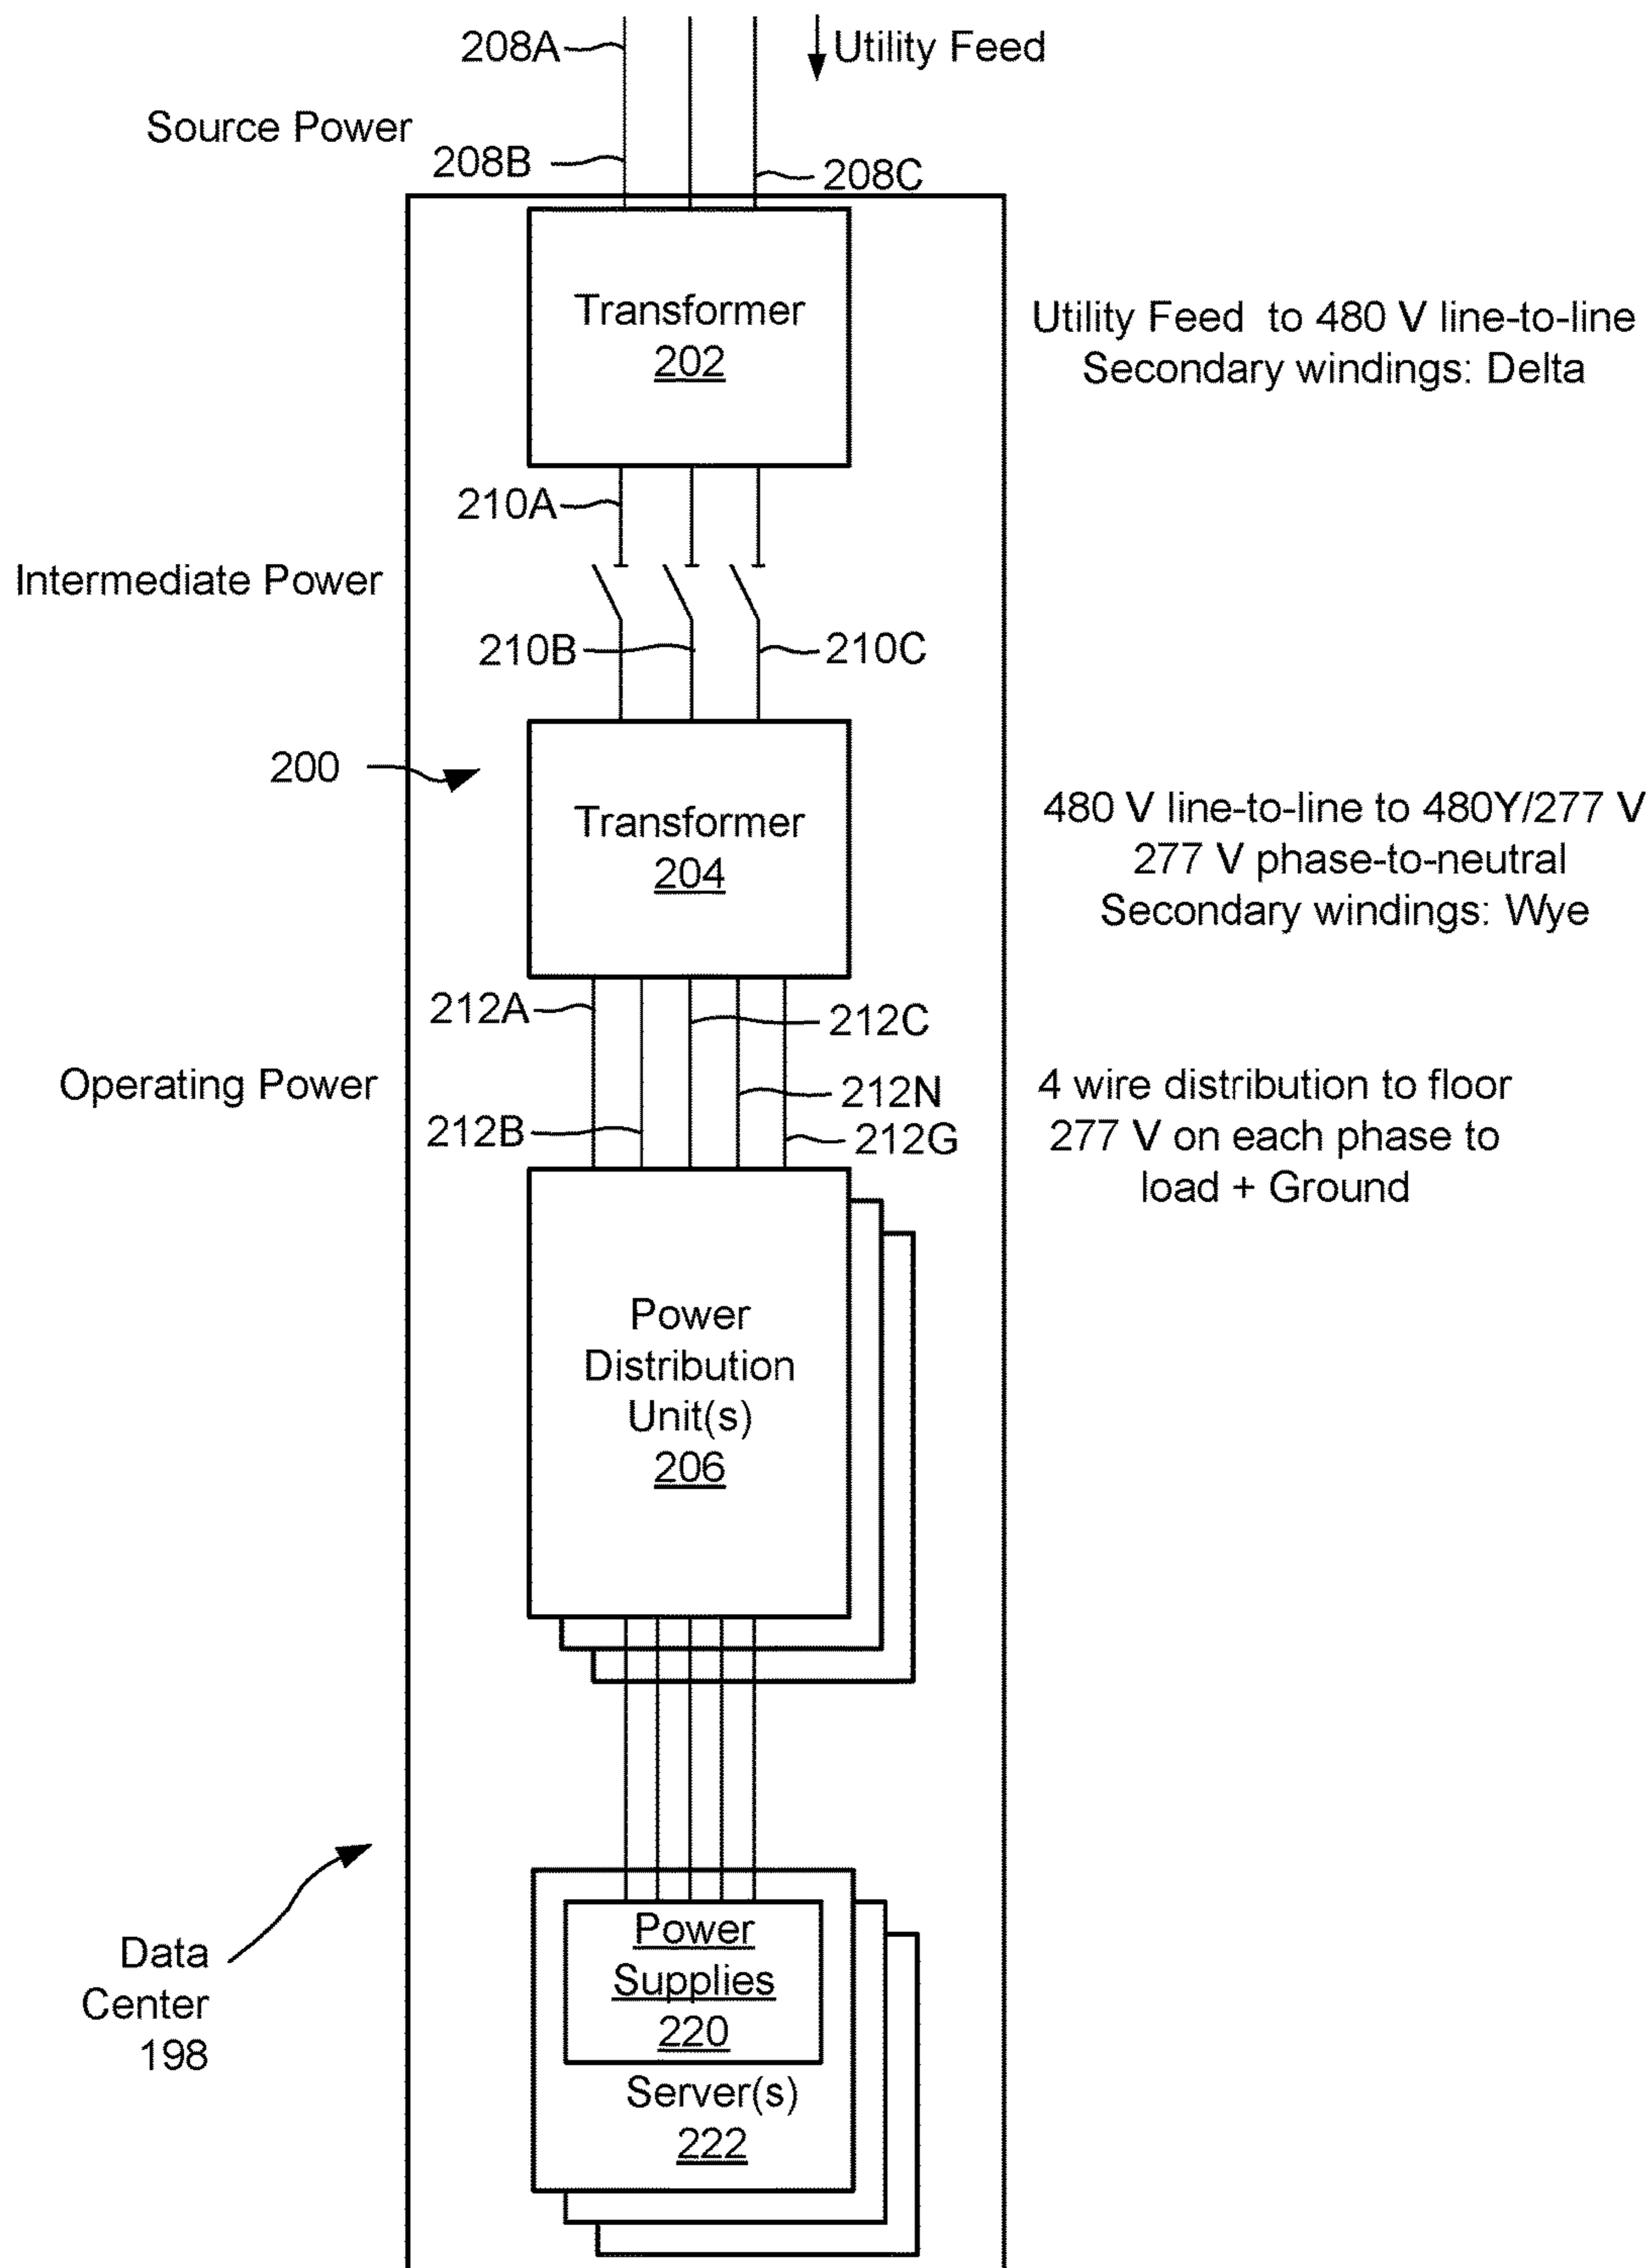 208A
Utility Feed
Source Power
208B
208C
Transformer
202
Utility Feed to 480 V line-to-line
Secondary windings: Delta
210A
Intermediate Power
210B
210C
200
Transformer
204
480 V line-to-line to 480Y/277 V
277 V phase-to-neutral
Secondary windings: Wye
212A
212C
Operating Power
212N
212B
212G
4 wire distribution to floor
277 V on each phase to
load + Ground
Power
Distribution
Unit(s)
206
Data
Center
198
Power
Supplies
220
Server(s)
222